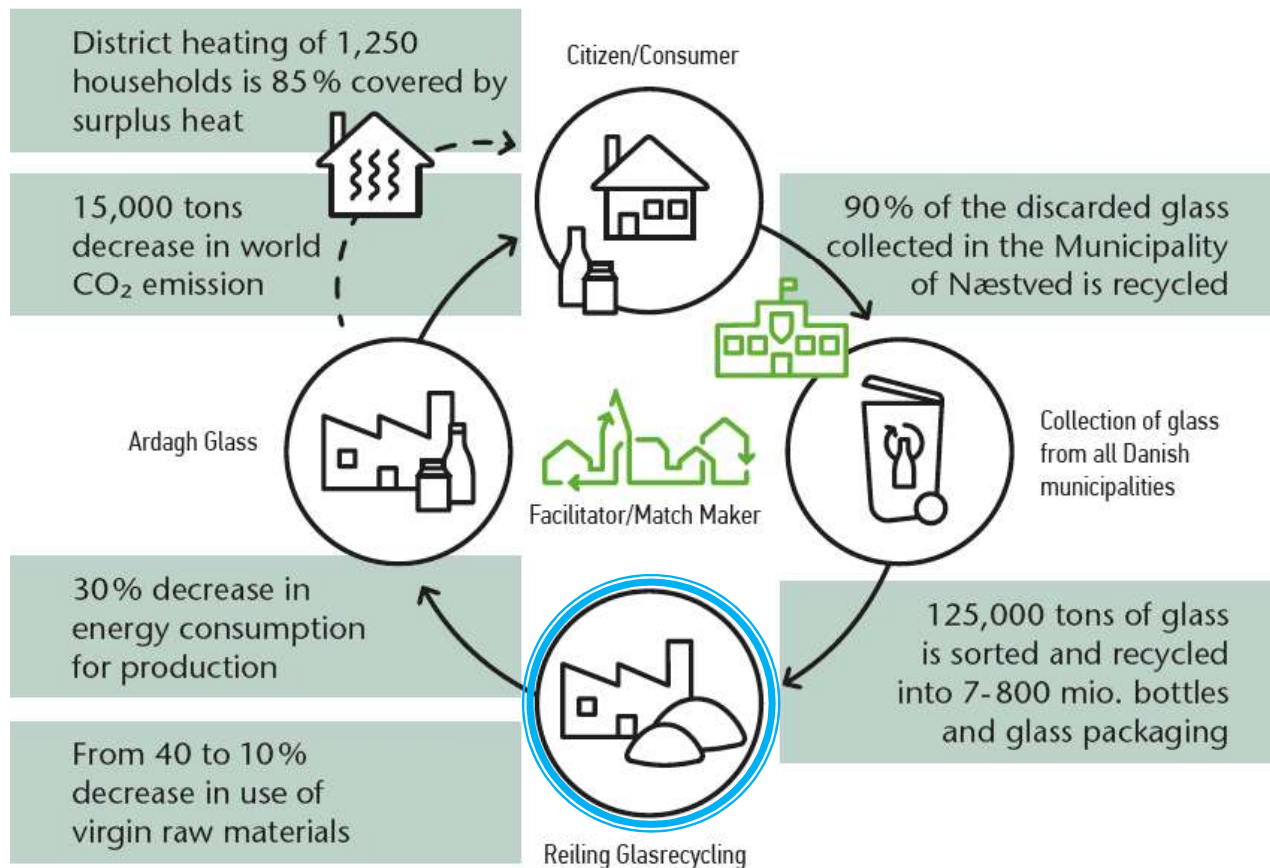 District heating of 1,250
households is 85% covered by
surplus heat
Citizen/Consumer
15,000 tons
decrease in world
CO₂ emission
90% of the discarded glass
collected in the Municipality
of Næstved is recycled
Ardagh Glass
Facilitator/Match Maker
Collection of glass
from all Danish
municipalities
30% decrease in
energy consumption
for production
125,000 tons of glass
is sorted and recycled
into 7-800 mio. bottles
and glass packaging
From 40 to 10%
decrease in use of
virgin raw materials
Reiling Glasrecycling